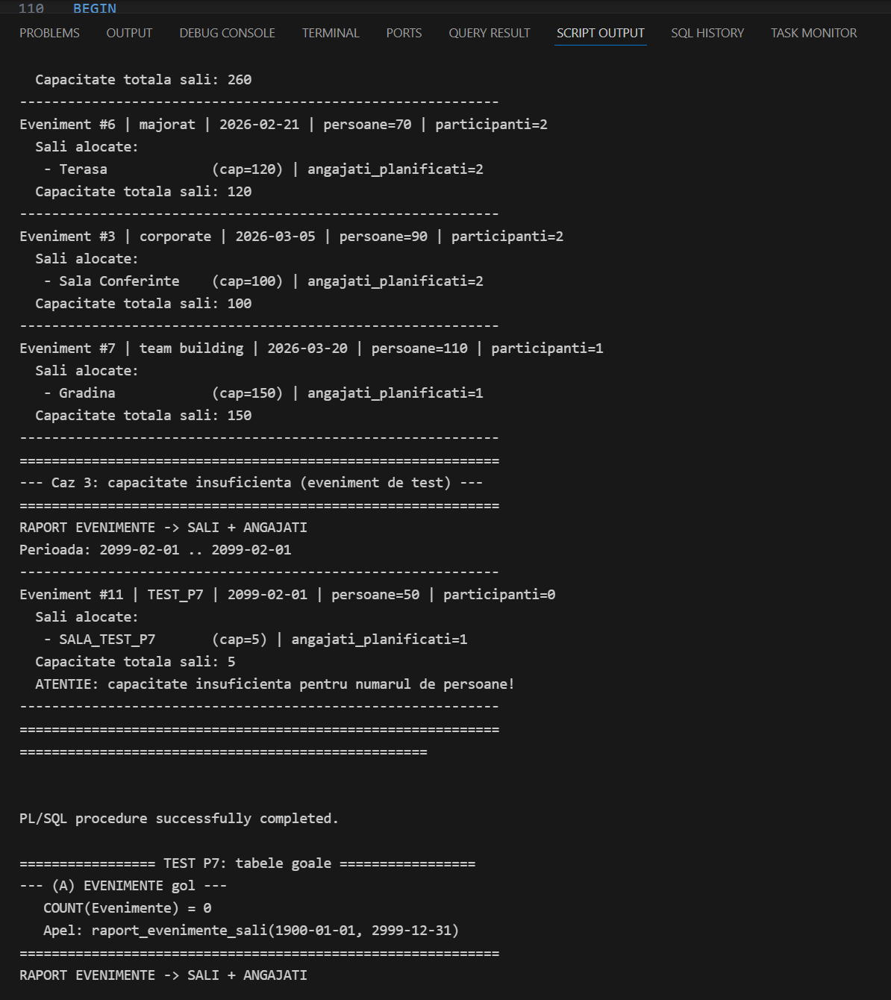 110 BEGIN
PROBLEMS OUTPUT DEBUG CONSOLE TERMINAL PORTS QUERY RESULT SCRIPT OUTPUT SQL HISTORY TASK MONITOR
  Capacitate totala sali: 260
------------------------------------------------------------
Eveniment #6 | majorat | 2026-02-21 | persoane=70 | participanti=2
  Sali alocate:
   - Terasa             (cap=120) | angajati_planificati=2
  Capacitate totala sali: 120
------------------------------------------------------------
Eveniment #3 | corporate | 2026-03-05 | persoane=90 | participanti=2
  Sali alocate:
   - Sala Conferinte    (cap=100) | angajati_planificati=2
  Capacitate totala sali: 100
------------------------------------------------------------
Eveniment #7 | team building | 2026-03-20 | persoane=110 | participanti=1
  Sali alocate:
   - Gradina            (cap=150) | angajati_planificati=1
  Capacitate totala sali: 150
------------------------------------------------------------
============================================================
--- Caz 3: capacitate insuficienta (eveniment de test) ---
============================================================
RAPORT EVENIMENTE -> SALI + ANGAJATI
Perioada: 2099-02-01 .. 2099-02-01
------------------------------------------------------------
Eveniment #11 | TEST_P7 | 2099-02-01 | persoane=50 | participanti=0
  Sali alocate:
   - SALA_TEST_P7       (cap=5) | angajati_planificati=1
  Capacitate totala sali: 5
  ATENTIE: capacitate insuficienta pentru numarul de persoane!
------------------------------------------------------------
============================================================
===================================================
PL/SQL procedure successfully completed.
================= TEST P7: tabele goale =================
--- (A) EVENIMENTE gol ---
   COUNT(Evenimente) = 0
   Apel: raport_evenimente_sali(1900-01-01, 2999-12-31)
============================================================
RAPORT EVENIMENTE -> SALI + ANGAJATI